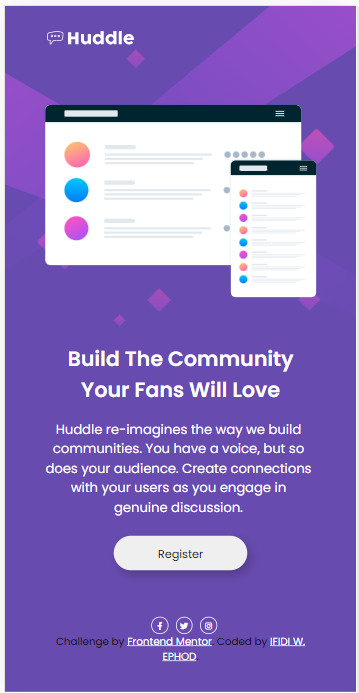 Huddle
Build The Community
Your Fans Will Love
Huddle re-imagines the way we build
communities. You have a voice, but so
does your audience. Create connections
with your users as you engage in
genuine discussion.
Register
Challenge by Frontend Mentor. Coded by IFIDI W.
EPHOD.